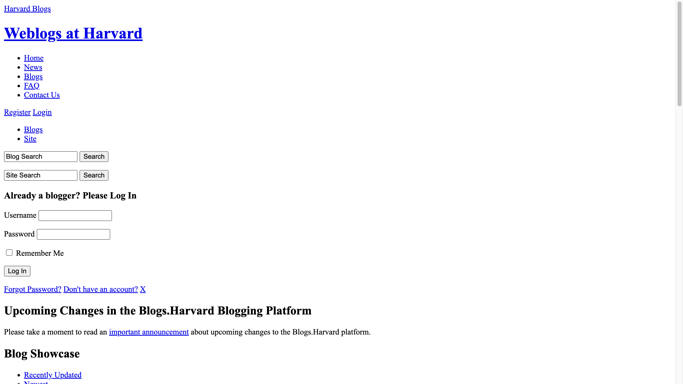 Harvard Blogs
Weblogs at Harvard
Home
News
Blogs
FAQ
Contact Us
Register Login
Blogs
Site
Blog Search Search
Site Search Search
Already a blogger? Please Log In
Username
Password
Remember Me
Log In
Forgot Password? Don't have an account? X
Upcoming Changes in the Blogs.Harvard Blogging Platform
Please take a moment to read an important announcement about upcoming changes to the Blogs.Harvard platform.
Blog Showcase
Recently Updated
Newest